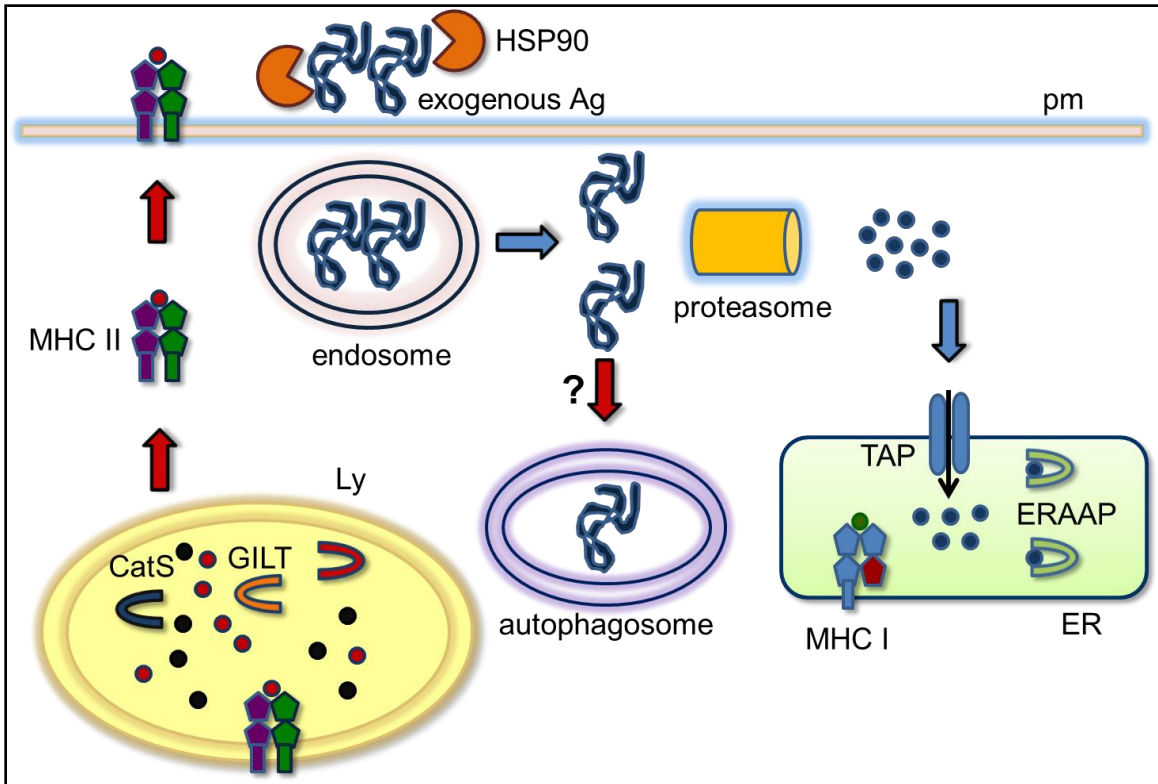 HSP90
exogenous Ag
pm
MHC II
endosome
proteasome
?
TAP
ERAAP
Ly
CatS
GILT
autophagosome
MHC I
ER